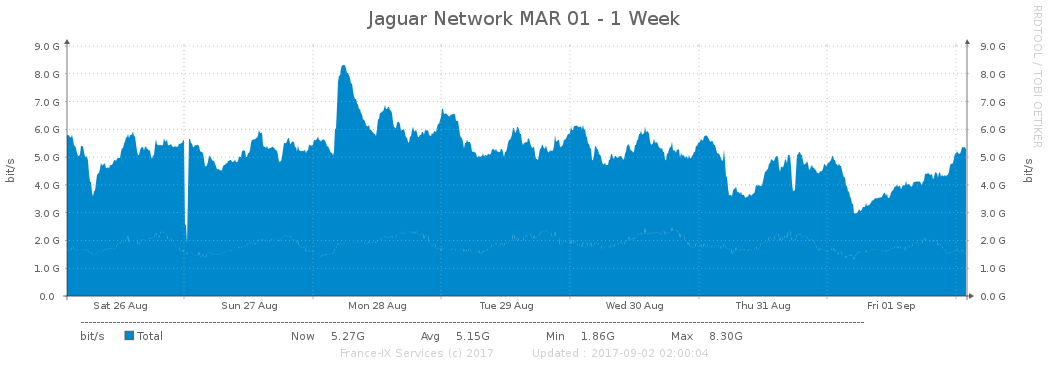 Jaguar Network MAR 01 - 1 Week
RRDTOOL / TOBI OETIKER
bit/s
9.0 G 9.0 G
8.0 G 8.0 G
7.0 G 7.0 G
6.0 G 6.0 G
5.0 G 5.0 G
4.0 G 4.0 G
3.0 G 3.0 G
2.0 G 2.0 G
1.0 G 1.0 G
0.0 0.0 G
bit/s
Sat 26 Aug Sun 27 Aug Mon 28 Aug Tue 29 Aug Wed 30 Aug Thu 31 Aug Fri 01 Sep
bit/s Total Now 5.27G Avg 5.15G Min 1.86G Max 8.30G
France-IX Services (c) 2017 Updated : 2017-09-02 02:00:04